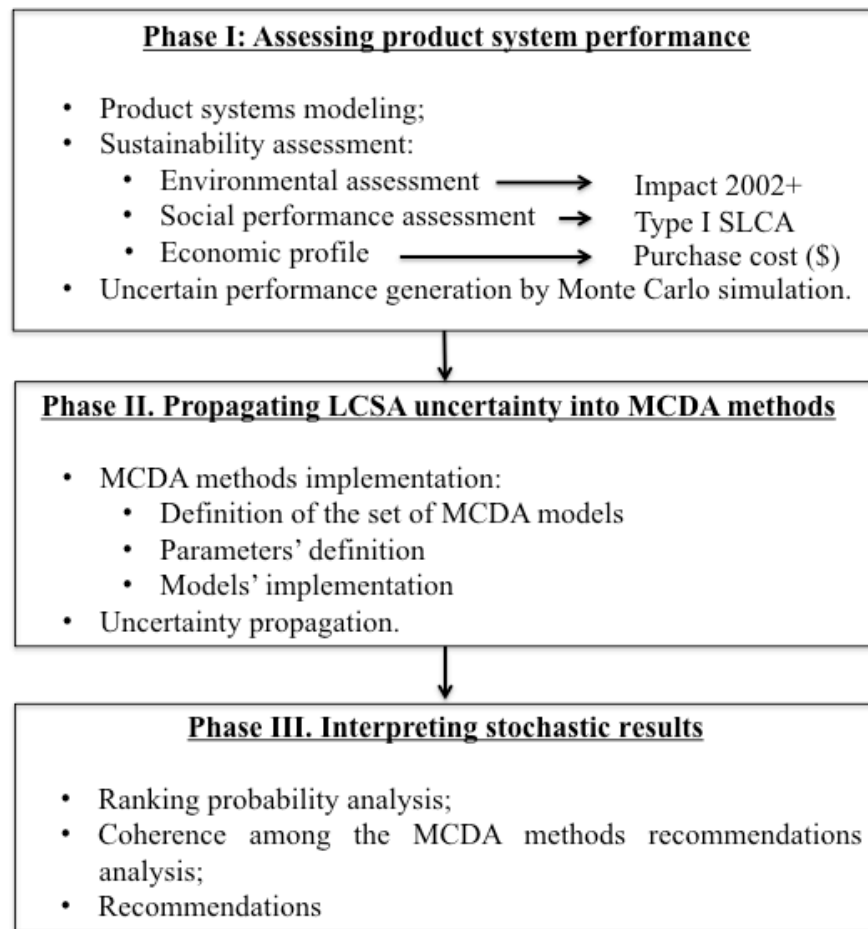 Phase I: Assessing product system performance
• Product systems modeling;
• Sustainability assessment:
• Environmental assessment → Impact 2002+
• Social performance assessment → Type I SLCA
• Economic profile → Purchase cost ($)
• Uncertain performance generation by Monte Carlo simulation.
Phase II. Propagating LCSA uncertainty into MCDA methods
• MCDA methods implementation:
• Definition of the set of MCDA models
• Parameters’ definition
• Models’ implementation
• Uncertainty propagation.
Phase III. Interpreting stochastic results
• Ranking probability analysis;
• Coherence among the MCDA methods recommendations
analysis;
• Recommendations